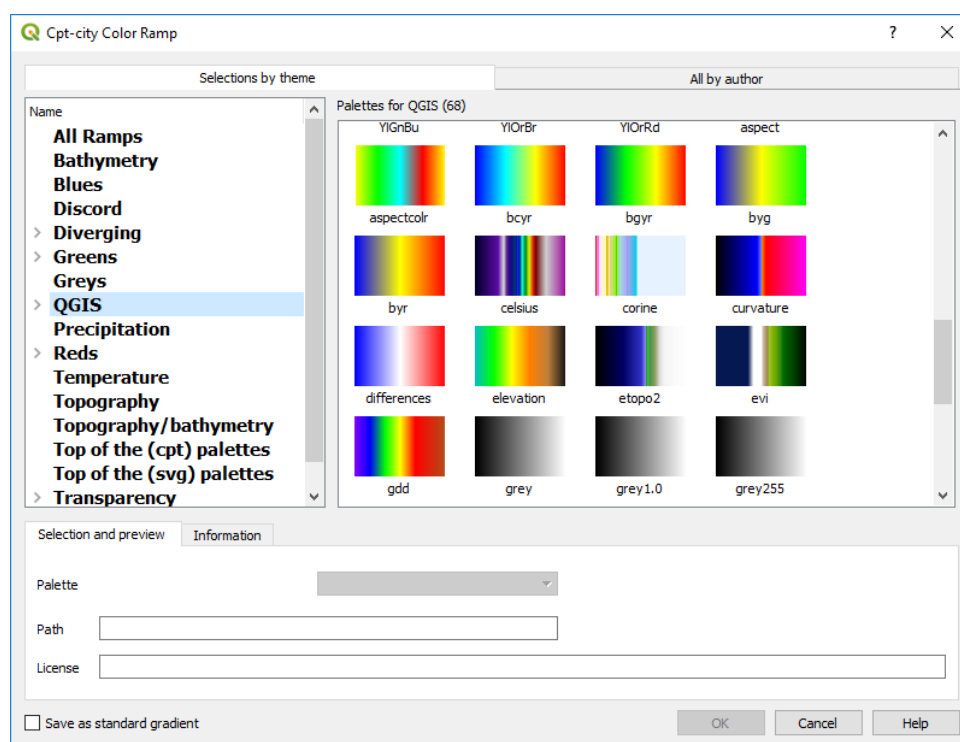 Cpt-city Color Ramp ?
Selections by theme All by author
Name
All Ramps
Bathymetry
Blues
Discord
Diverging
Greens
Greys
QGIS
Precipitation
Reds
Temperature
Topography
Topography/bathymetry
Top of the (cpt) palettes
Top of the (svg) palettes
Transparency
Palettes for QGIS (68)
YlGnBu YlOrBr YlOrRd aspect
aspectcolr bcyr bgyr byg
byr celsius corine curvature
differences elevation etopo2 evi
gdd grey grey1.0 grey255
Selection and preview Information
Palette
Path
License
Save as standard gradient OK Cancel Help